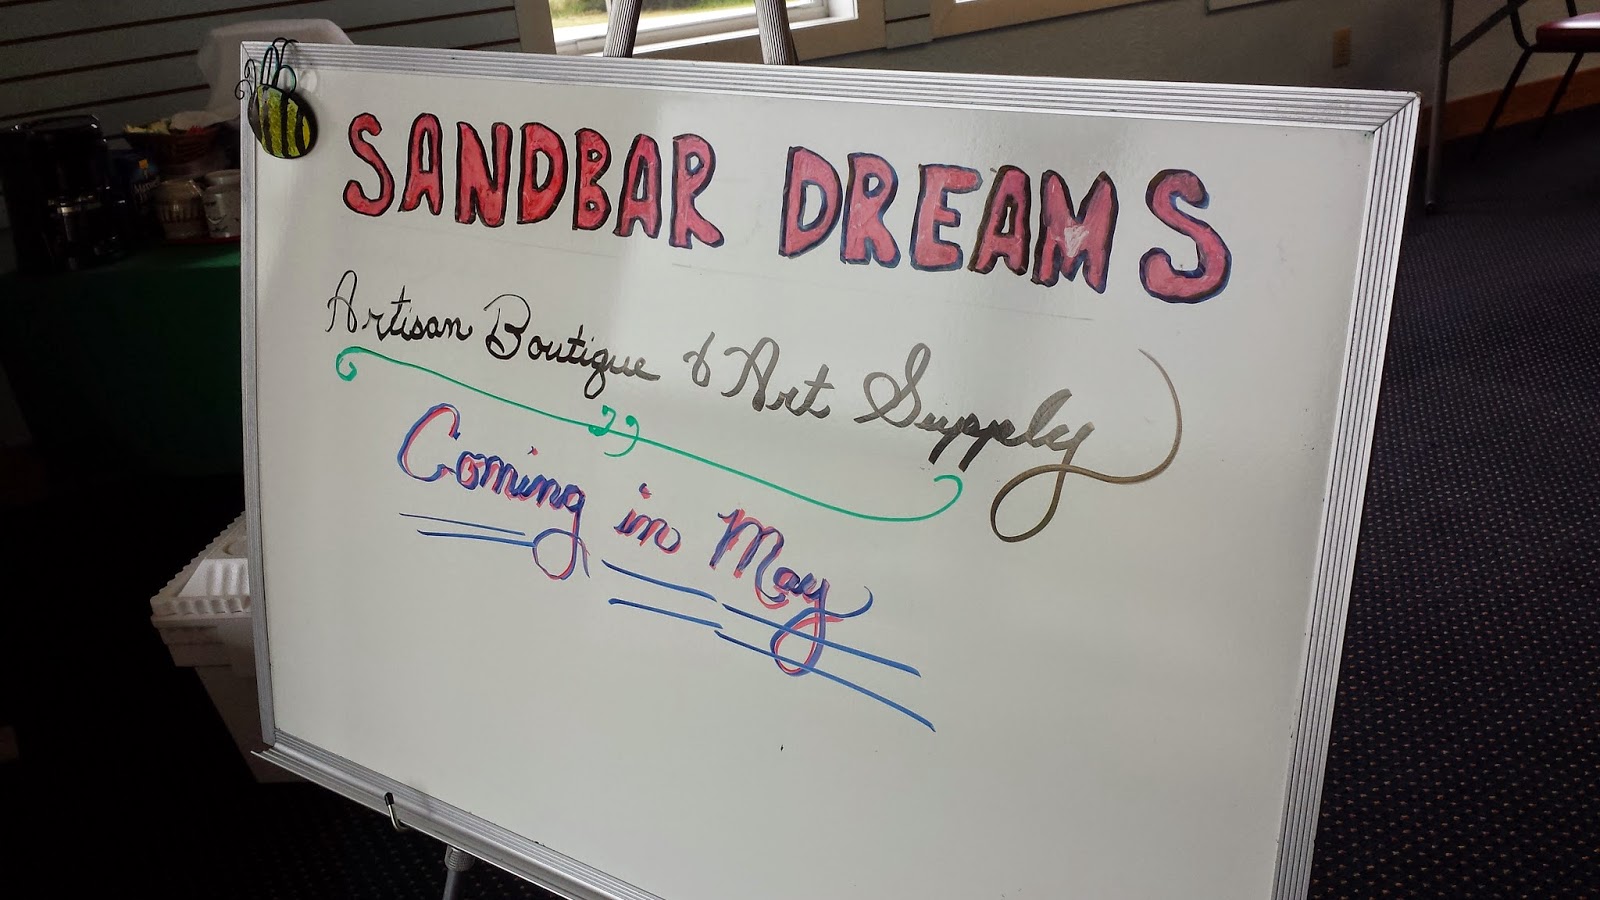 SANDBAR DREAMS
Artisan Boutique & Art Supply
Coming in May